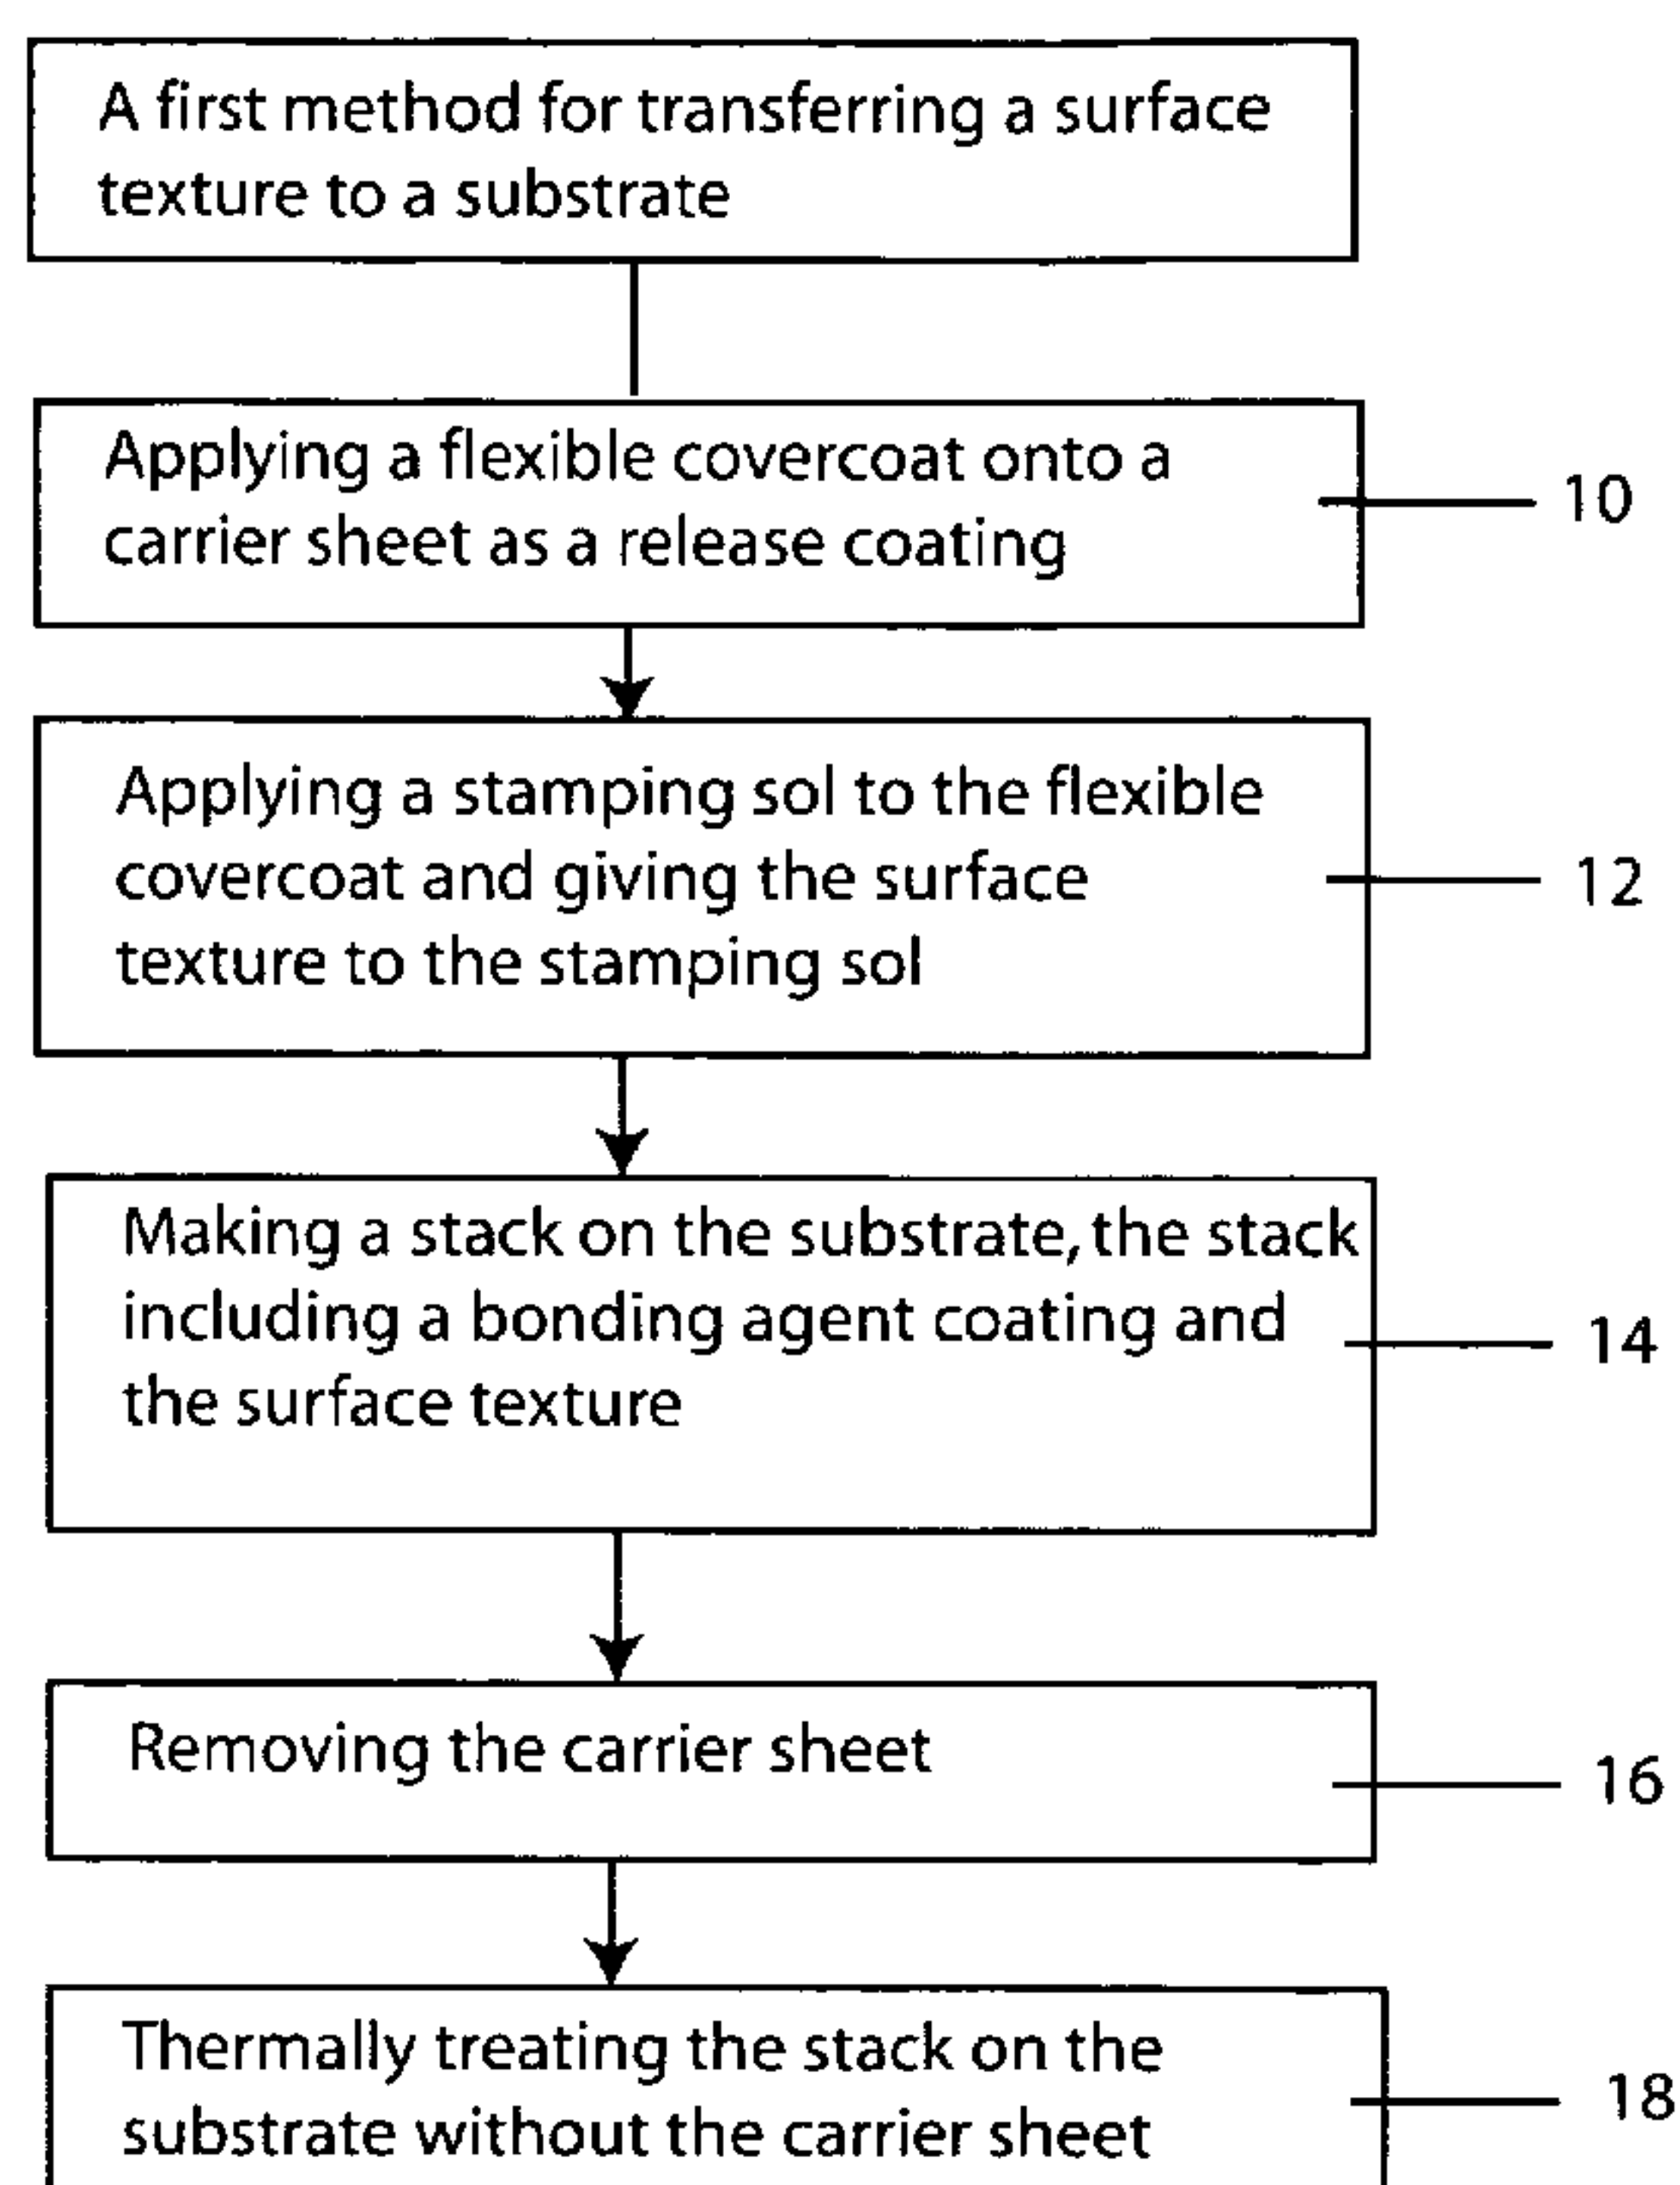 A first method for transferring a surface
texture to a substrate
Applying a flexible covercoat onto a
carrier sheet as a release coating
10
Applying a stamping sol to the flexible
covercoat and giving the surface
texture to the stamping sol
12
Making a stack on the substrate, the stack
including a bonding agent coating and
the surface texture
14
Removing the carrier sheet
16
Thermally treating the stack on the
substrate without the carrier sheet
18